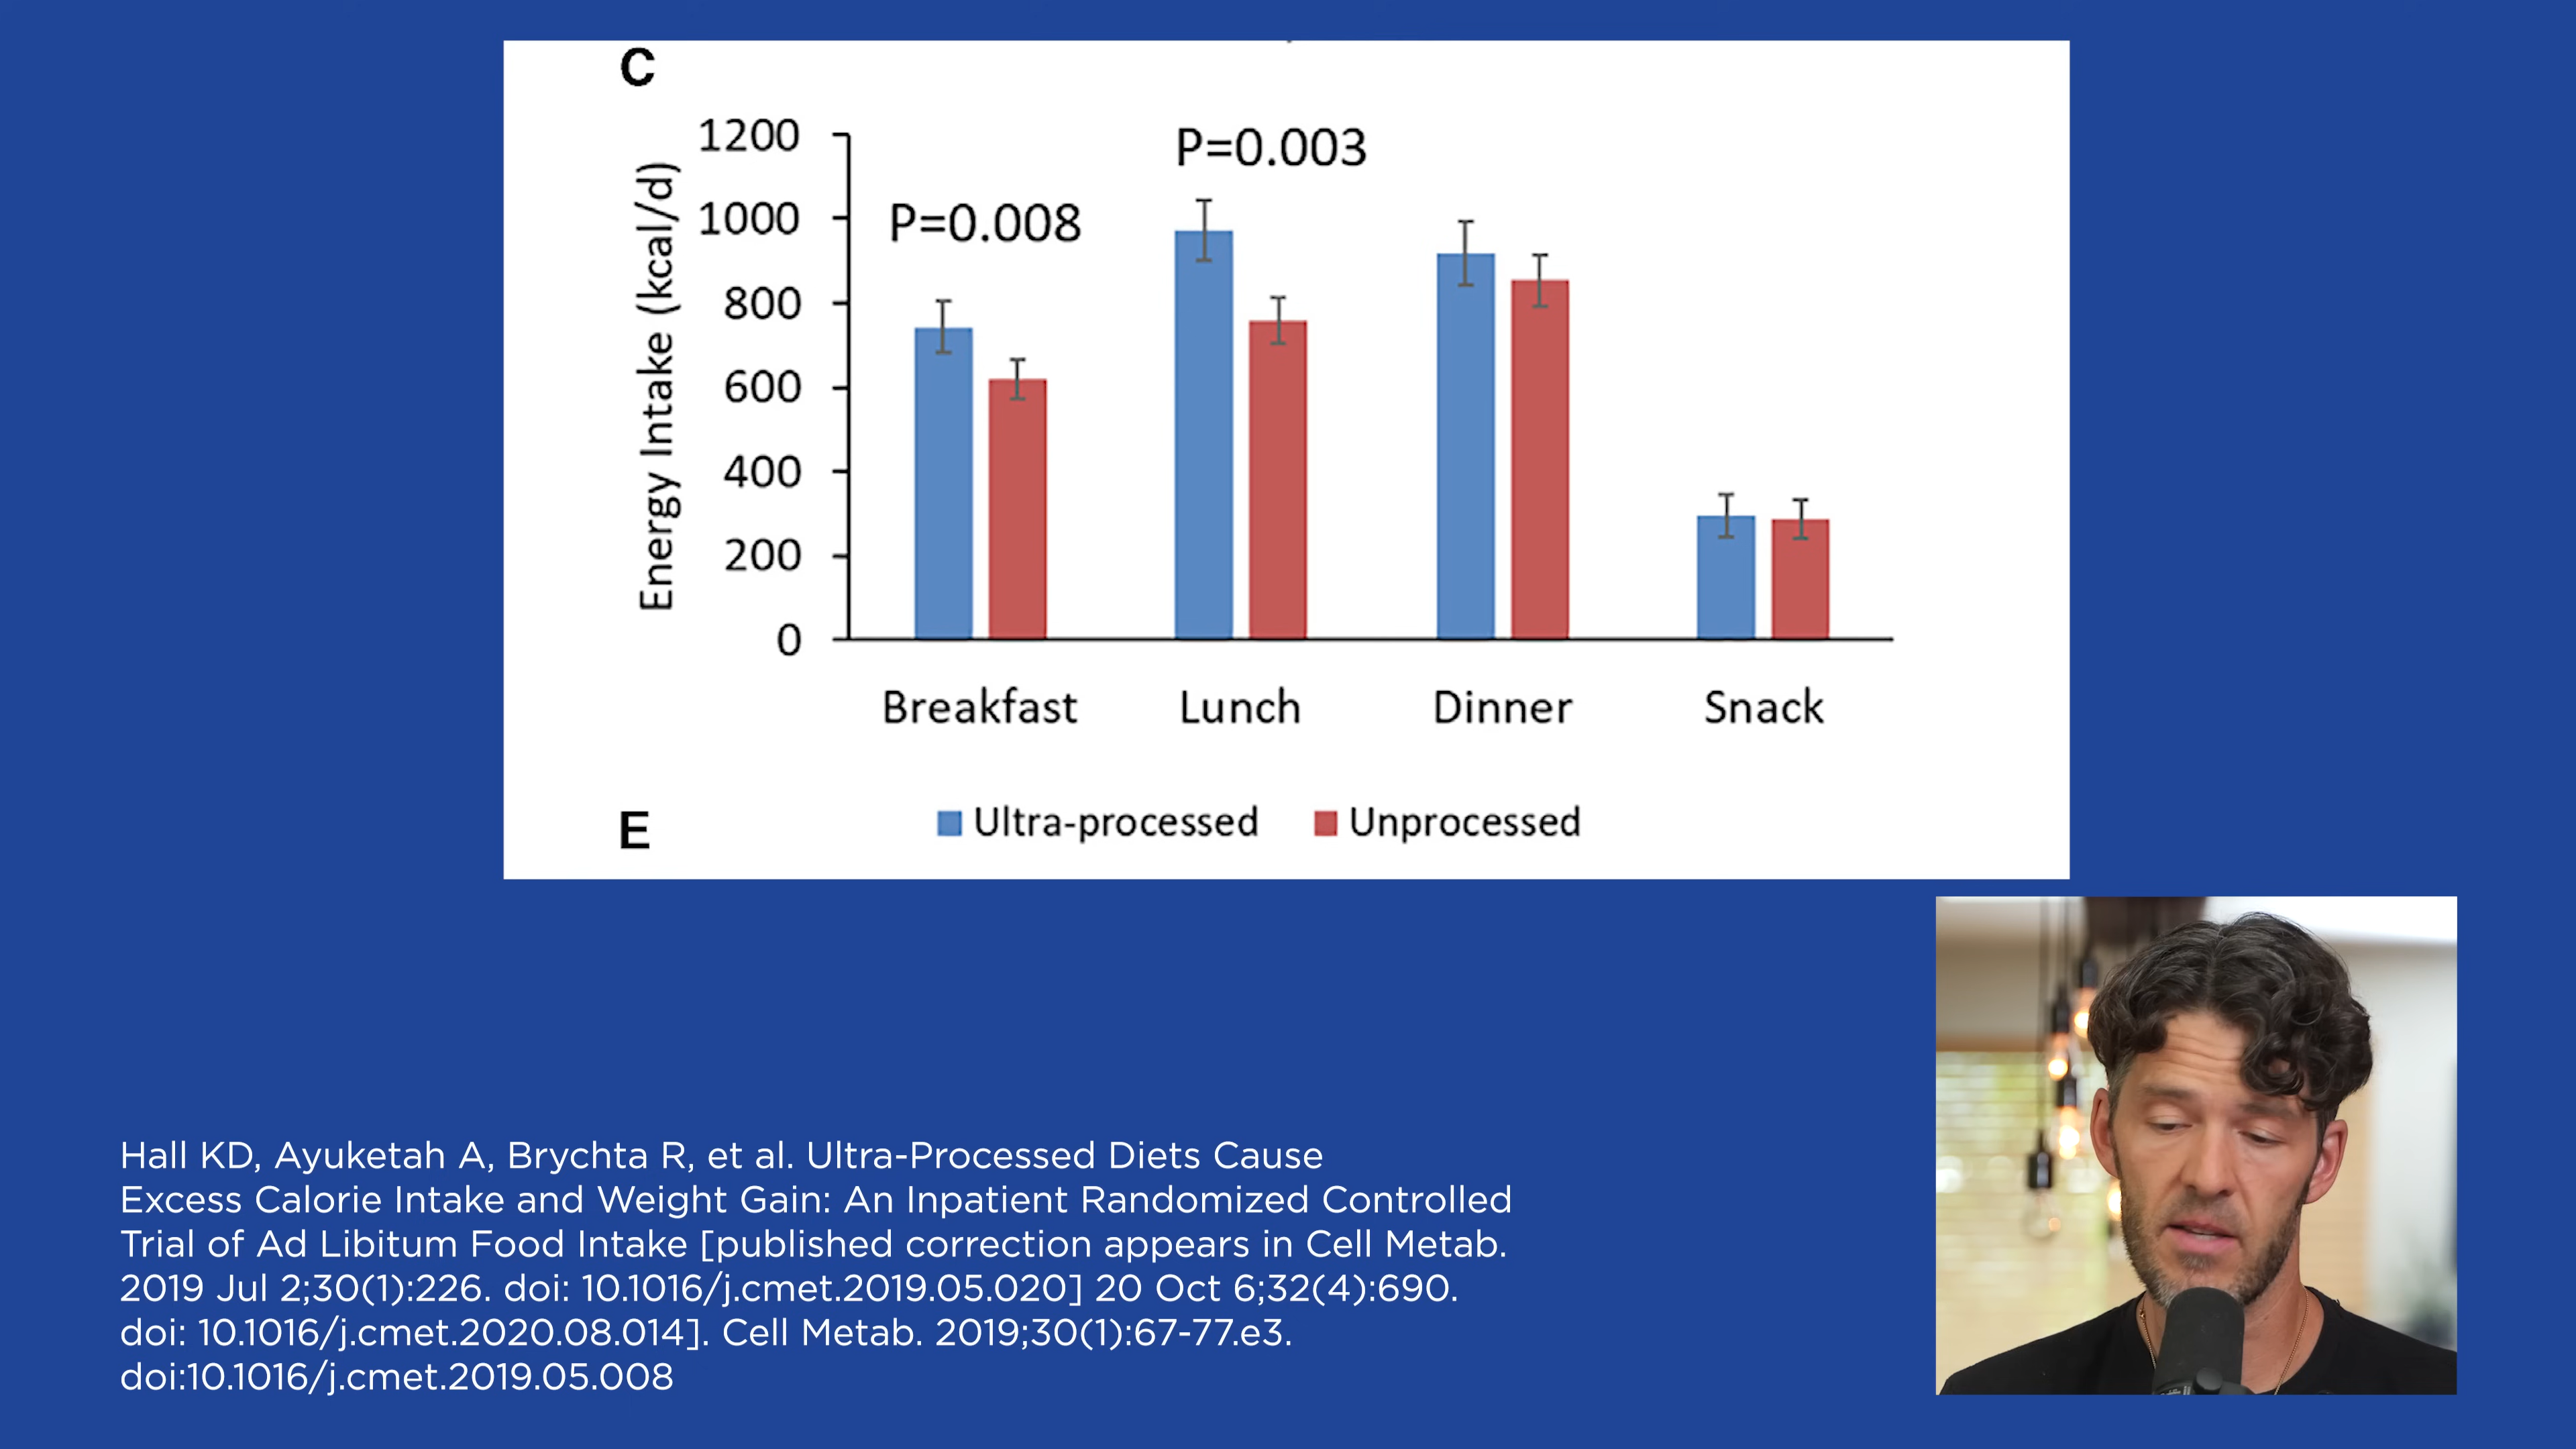 C
Energy Intake (kcal/d)
1200
1000
800
600
400
200
0
P=0.008
P=0.003
Breakfast
Lunch
Dinner
Snack
E
Ultra-processed
Unprocessed
Hall KD, Ayuketah A, Brychta R, et al. Ultra-Processed Diets Cause
Excess Calorie Intake and Weight Gain: An Inpatient Randomized Controlled
Trial of Ad Libitum Food Intake [published correction appears in Cell Metab.
2019 Jul 2;30(1):226. doi: 10.1016/j.cmet.2019.05.020] 20 Oct 6;32(4):690.
doi: 10.1016/j.cmet.2020.08.014]. Cell Metab. 2019;30(1):67-77.e3.
doi:10.1016/j.cmet.2019.05.008